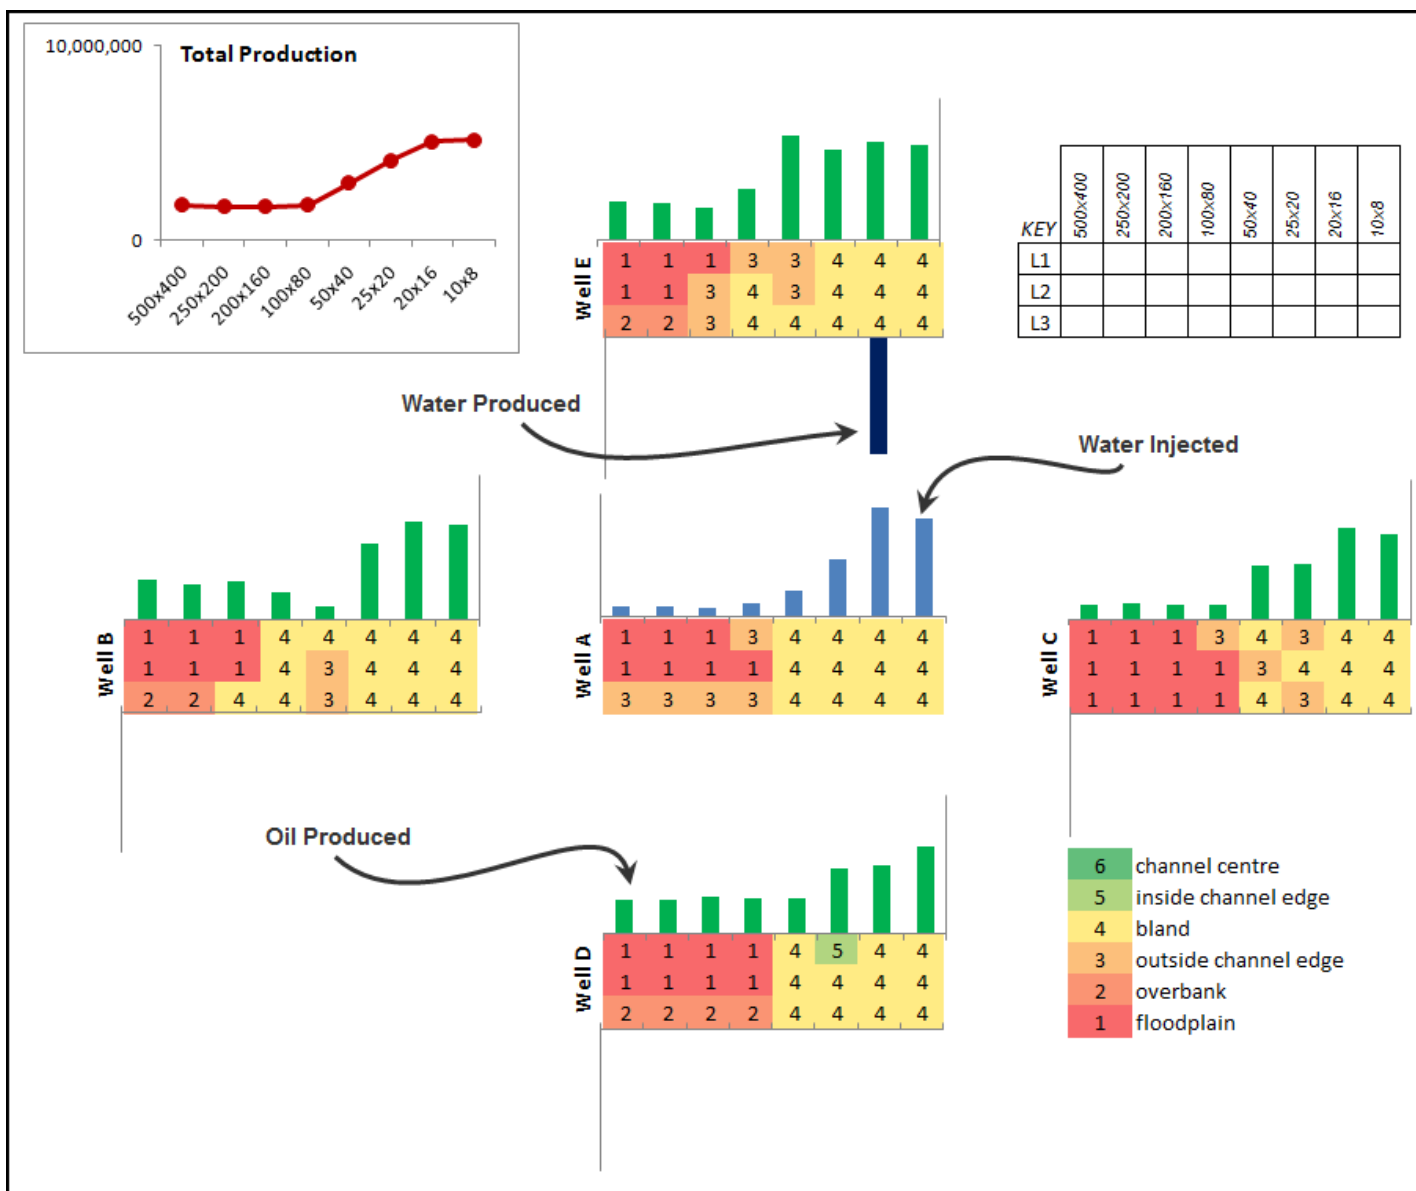 10,000,000
Total Production
0
500x400
250x200
200x160
100x80
50x40
25x20
20x16
10x8
Well E
1 1 1 3 3 4 4 4
1 1 3 4 3 4 4 4
2 2 3 4 4 4 4 4
KEY 500x400 250x200 200x160 100x80 50x40 25x20 20x16 10x8
L1
L2
L3
Water Produced
Water Injected
Well B
1 1 1 4 4 4 4 4
1 1 1 4 3 4 4 4
2 2 4 4 3 4 4 4
Well A
1 1 1 3 4 4 4 4
1 1 1 1 4 4 4 4
3 3 3 3 4 4 4 4
Well C
1 1 1 3 4 3 4 4
1 1 1 1 3 4 4 4
1 1 1 1 4 3 4 4
Oil Produced
Well D
1 1 1 1 4 5 4 4
1 1 1 1 4 4 4 4
2 2 2 2 4 4 4 4
6 channel centre
5 inside channel edge
4 bland
3 outside channel edge
2 overbank
1 floodplain